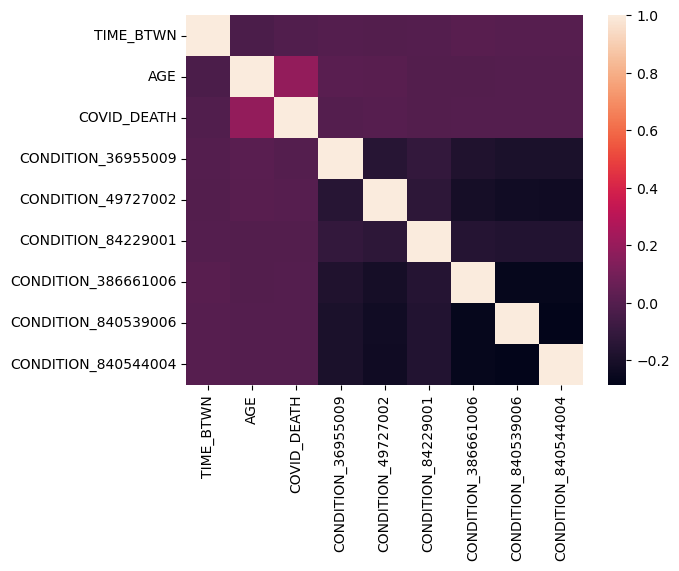 TIME_BTWN
AGE
COVID_DEATH
CONDITION_36955009
CONDITION_49727002
CONDITION_84229001
CONDITION_386661006
CONDITION_840539006
CONDITION_840544004
TIME_BTWN
AGE
COVID_DEATH
CONDITION_36955009
CONDITION_49727002
CONDITION_84229001
CONDITION_386661006
CONDITION_840539006
CONDITION_840544004
1.0
0.8
0.6
0.4
0.2
0.0
−0.2